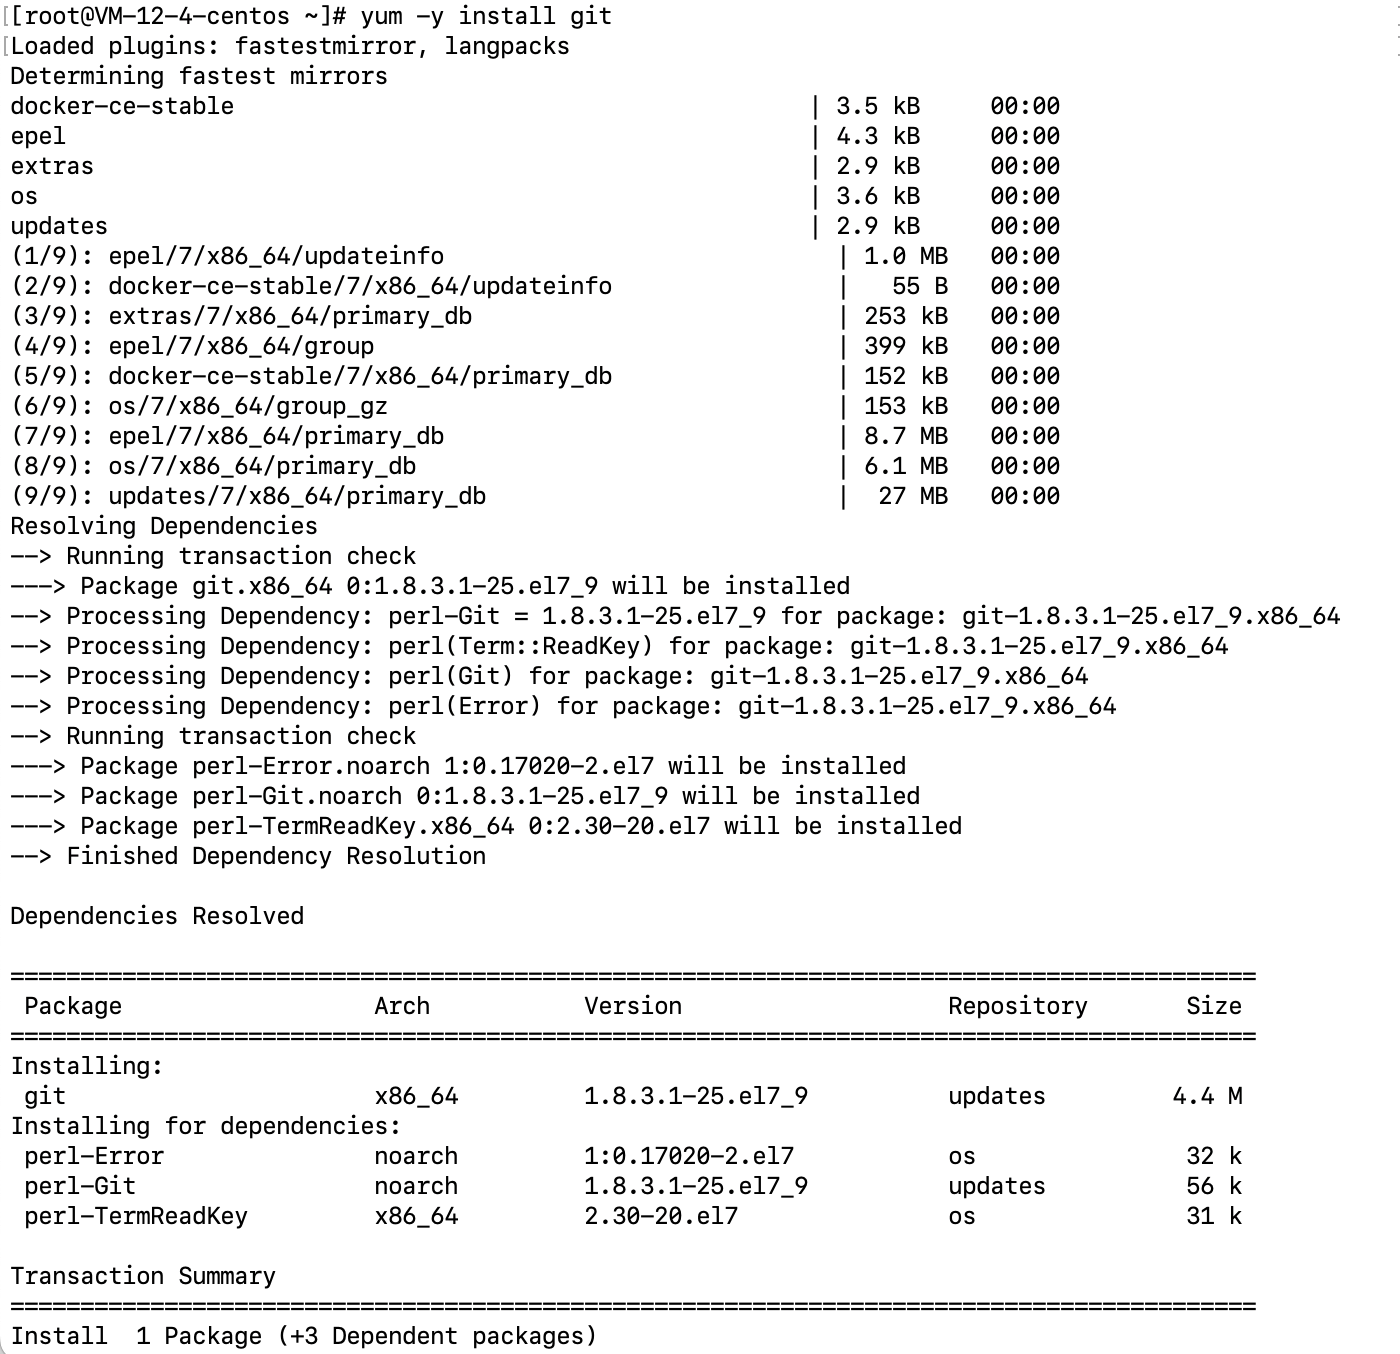 [[root@VM-12-4-centos ~]# yum -y install git
[Loaded plugins: fastestmirror, langpacks
Determining fastest mirrors
docker-ce-stable | 3.5 kB 00:00
epel | 4.3 kB 00:00
extras | 2.9 kB 00:00
os | 3.6 kB 00:00
updates | 2.9 kB 00:00
(1/9): epel/7/x86_64/updateinfo | 1.0 MB 00:00
(2/9): docker-ce-stable/7/x86_64/updateinfo | 55 B 00:00
(3/9): extras/7/x86_64/primary_db | 253 kB 00:00
(4/9): epel/7/x86_64/group | 399 kB 00:00
(5/9): docker-ce-stable/7/x86_64/primary_db | 152 kB 00:00
(6/9): os/7/x86_64/group_gz | 153 kB 00:00
(7/9): epel/7/x86_64/primary_db | 8.7 MB 00:00
(8/9): os/7/x86_64/primary_db | 6.1 MB 00:00
(9/9): updates/7/x86_64/primary_db | 27 MB 00:00
Resolving Dependencies
--> Running transaction check
---> Package git.x86_64 0:1.8.3.1-25.el7_9 will be installed
--> Processing Dependency: perl-Git = 1.8.3.1-25.el7_9 for package: git-1.8.3.1-25.el7_9.x86_64
--> Processing Dependency: perl(Term::ReadKey) for package: git-1.8.3.1-25.el7_9.x86_64
--> Processing Dependency: perl(Git) for package: git-1.8.3.1-25.el7_9.x86_64
--> Processing Dependency: perl(Error) for package: git-1.8.3.1-25.el7_9.x86_64
--> Running transaction check
---> Package perl-Error.noarch 1:0.17020-2.el7 will be installed
---> Package perl-Git.noarch 0:1.8.3.1-25.el7_9 will be installed
---> Package perl-TermReadKey.x86_64 0:2.30-20.el7 will be installed
--> Finished Dependency Resolution

Dependencies Resolved

=========================================================================================
 Package Arch Version Repository Size
=========================================================================================
Installing:
 git x86_64 1.8.3.1-25.el7_9 updates 4.4 M
Installing for dependencies:
 perl-Error noarch 1:0.17020-2.el7 os 32 k
 perl-Git noarch 1.8.3.1-25.el7_9 updates 56 k
 perl-TermReadKey x86_64 2.30-20.el7 os 31 k

Transaction Summary
=========================================================================================
Install 1 Package (+3 Dependent packages)